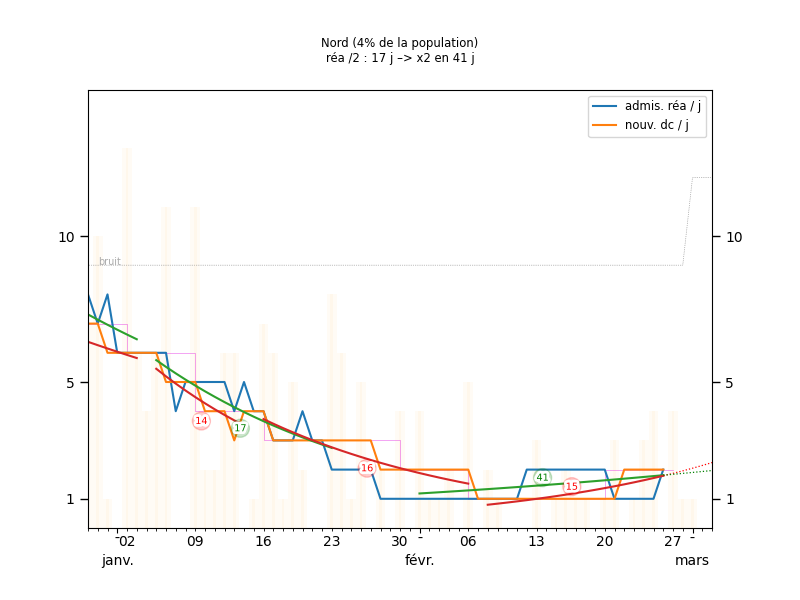 Nord (4% de la population)
réa /2 : 17 j –> x2 en 41 j
admis. réa / j
nouv. dc / j
bruit
10
10
5
5
1
1
14
17
16
41
15
02
09
16
23
30
06
13
20
27
janv.
févr.
mars